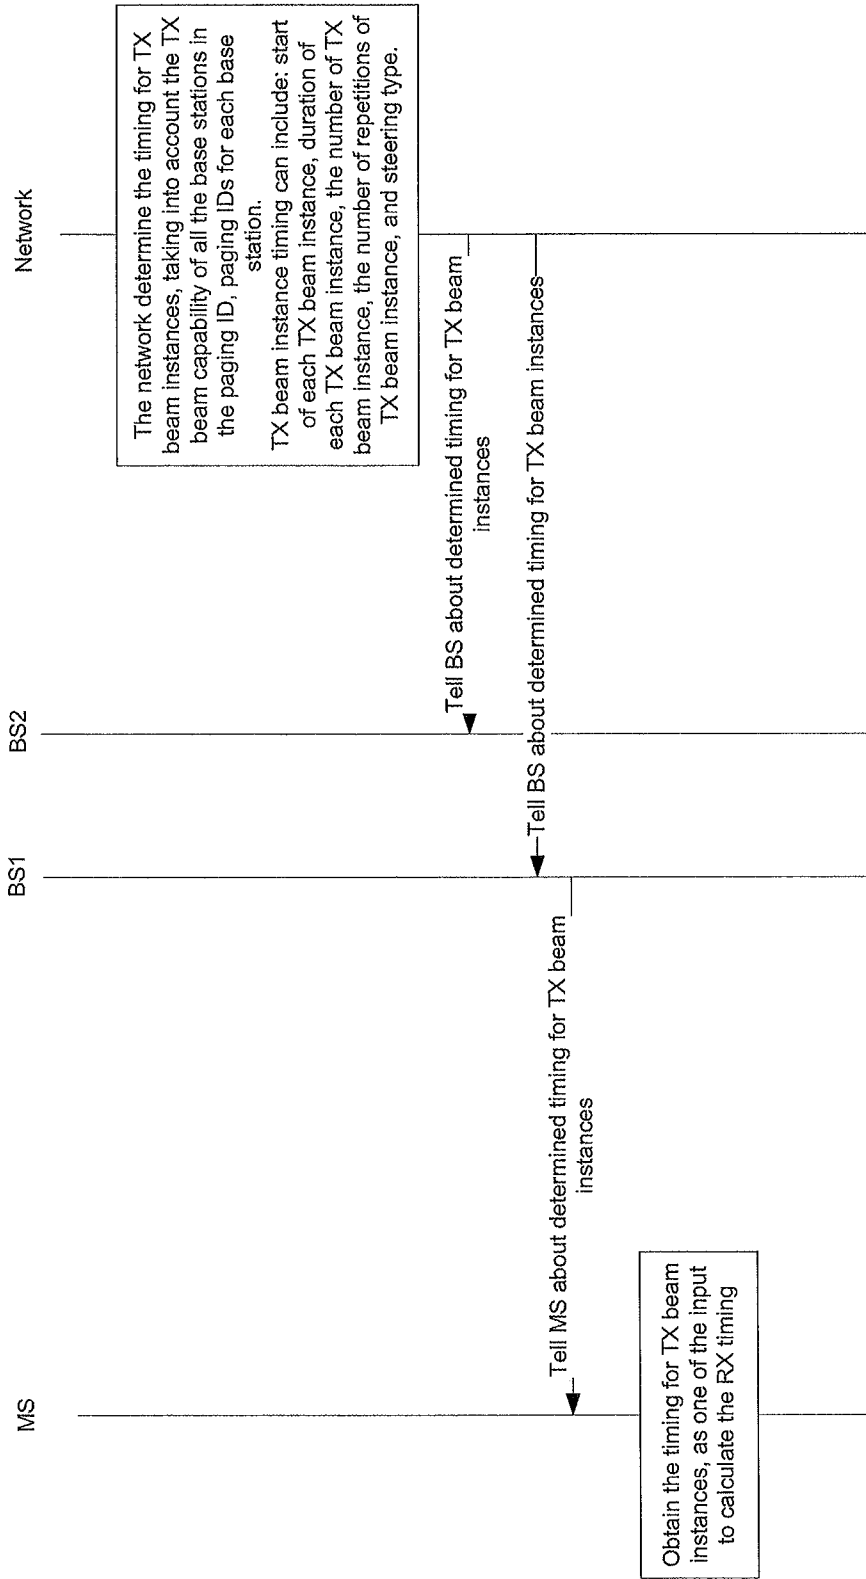 MS
BS1
BS2
Network
The network determine the timing for TX
beam instances, taking into account the TX
beam capability of all the base stations in
the paging ID, paging IDs for each base
station.
TX beam instance timing can include: start
of each TX beam instance, duration of
each TX beam instance, the number of TX
beam instance, the number of repetitions of
TX beam instance, and steering type.
Tell BS about determined timing for TX beam
instances
Tell BS about determined timing for TX beam instances
Tell MS about determined timing for TX beam
instances
Obtain the timing for TX beam
instances, as one of the input
to calculate the RX timing